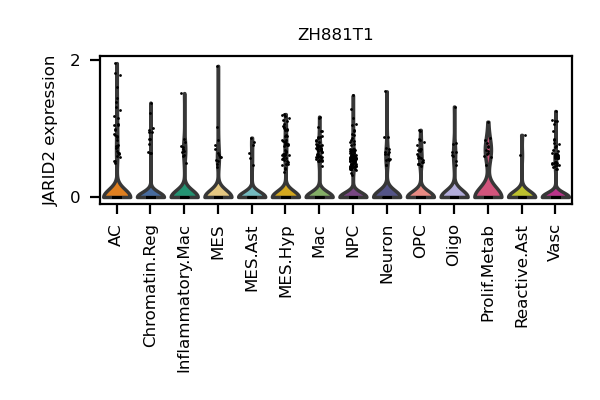 ZH881T1
JARID2 expression
2
0
AC
Chromatin.Reg
Inflammatory.Mac
MES
MES.Ast
MES.Hyp
Mac
NPC
Neuron
OPC
Oligo
Prolif.Metab
Reactive.Ast
Vasc